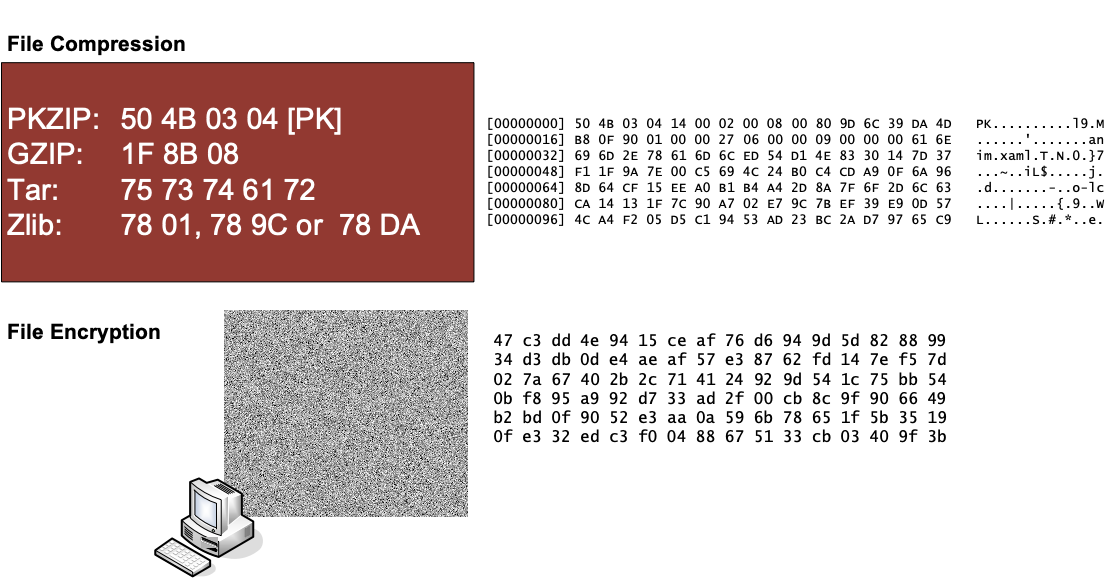 File Compression
PKZIP: 50 4B 03 04 [PK]
GZIP: 1F 8B 08
Tar: 75 73 74 61 72
Zlib: 78 01, 78 9C or 78 DA
[00000000] 50 4B 03 04 14 00 02 00 08 00 80 9D 6C 39 DA 4D PK..........l9.M
[00000016] B8 0F 90 01 00 00 27 06 00 00 09 00 00 00 61 6E ......'.......an
[00000032] 69 6D 2E 78 61 6D 6C ED 54 D1 4E 83 30 14 7D 37 im.xaml.T.N.0.}7
[00000048] F1 1F 9A 7E 00 C5 69 4C 24 B0 C4 CD A9 0F 6A 96 ...~..iL$.....j.
[00000064] 8D 64 CF 15 EE A0 B1 B4 A4 2D 8A 7F 6F 2D 6C 63 .d.......-..o-lc
[00000080] CA 14 13 1F 7C 90 A7 02 E7 9C 7B EF 39 E9 0D 57 ....|.....{.9..W
[00000096] 4C A4 F2 05 D5 C1 94 53 AD 23 BC 2A D7 97 65 C9 L......S.#.*..e.
File Encryption
47 c3 dd 4e 94 15 ce af 76 d6 94 9d 5d 82 88 99
34 d3 db 0d e4 ae af 57 e3 87 62 fd 14 7e f5 7d
02 7a 67 40 2b 2c 71 41 24 92 9d 54 1c 75 bb 54
0b f8 95 a9 92 d7 33 ad 2f 00 cb 8c 9f 90 66 49
b2 bd 0f 90 52 e3 aa 0a 59 6b 78 65 1f 5b 35 19
0f e3 32 ed c3 f0 04 88 67 51 33 cb 03 40 9f 3b